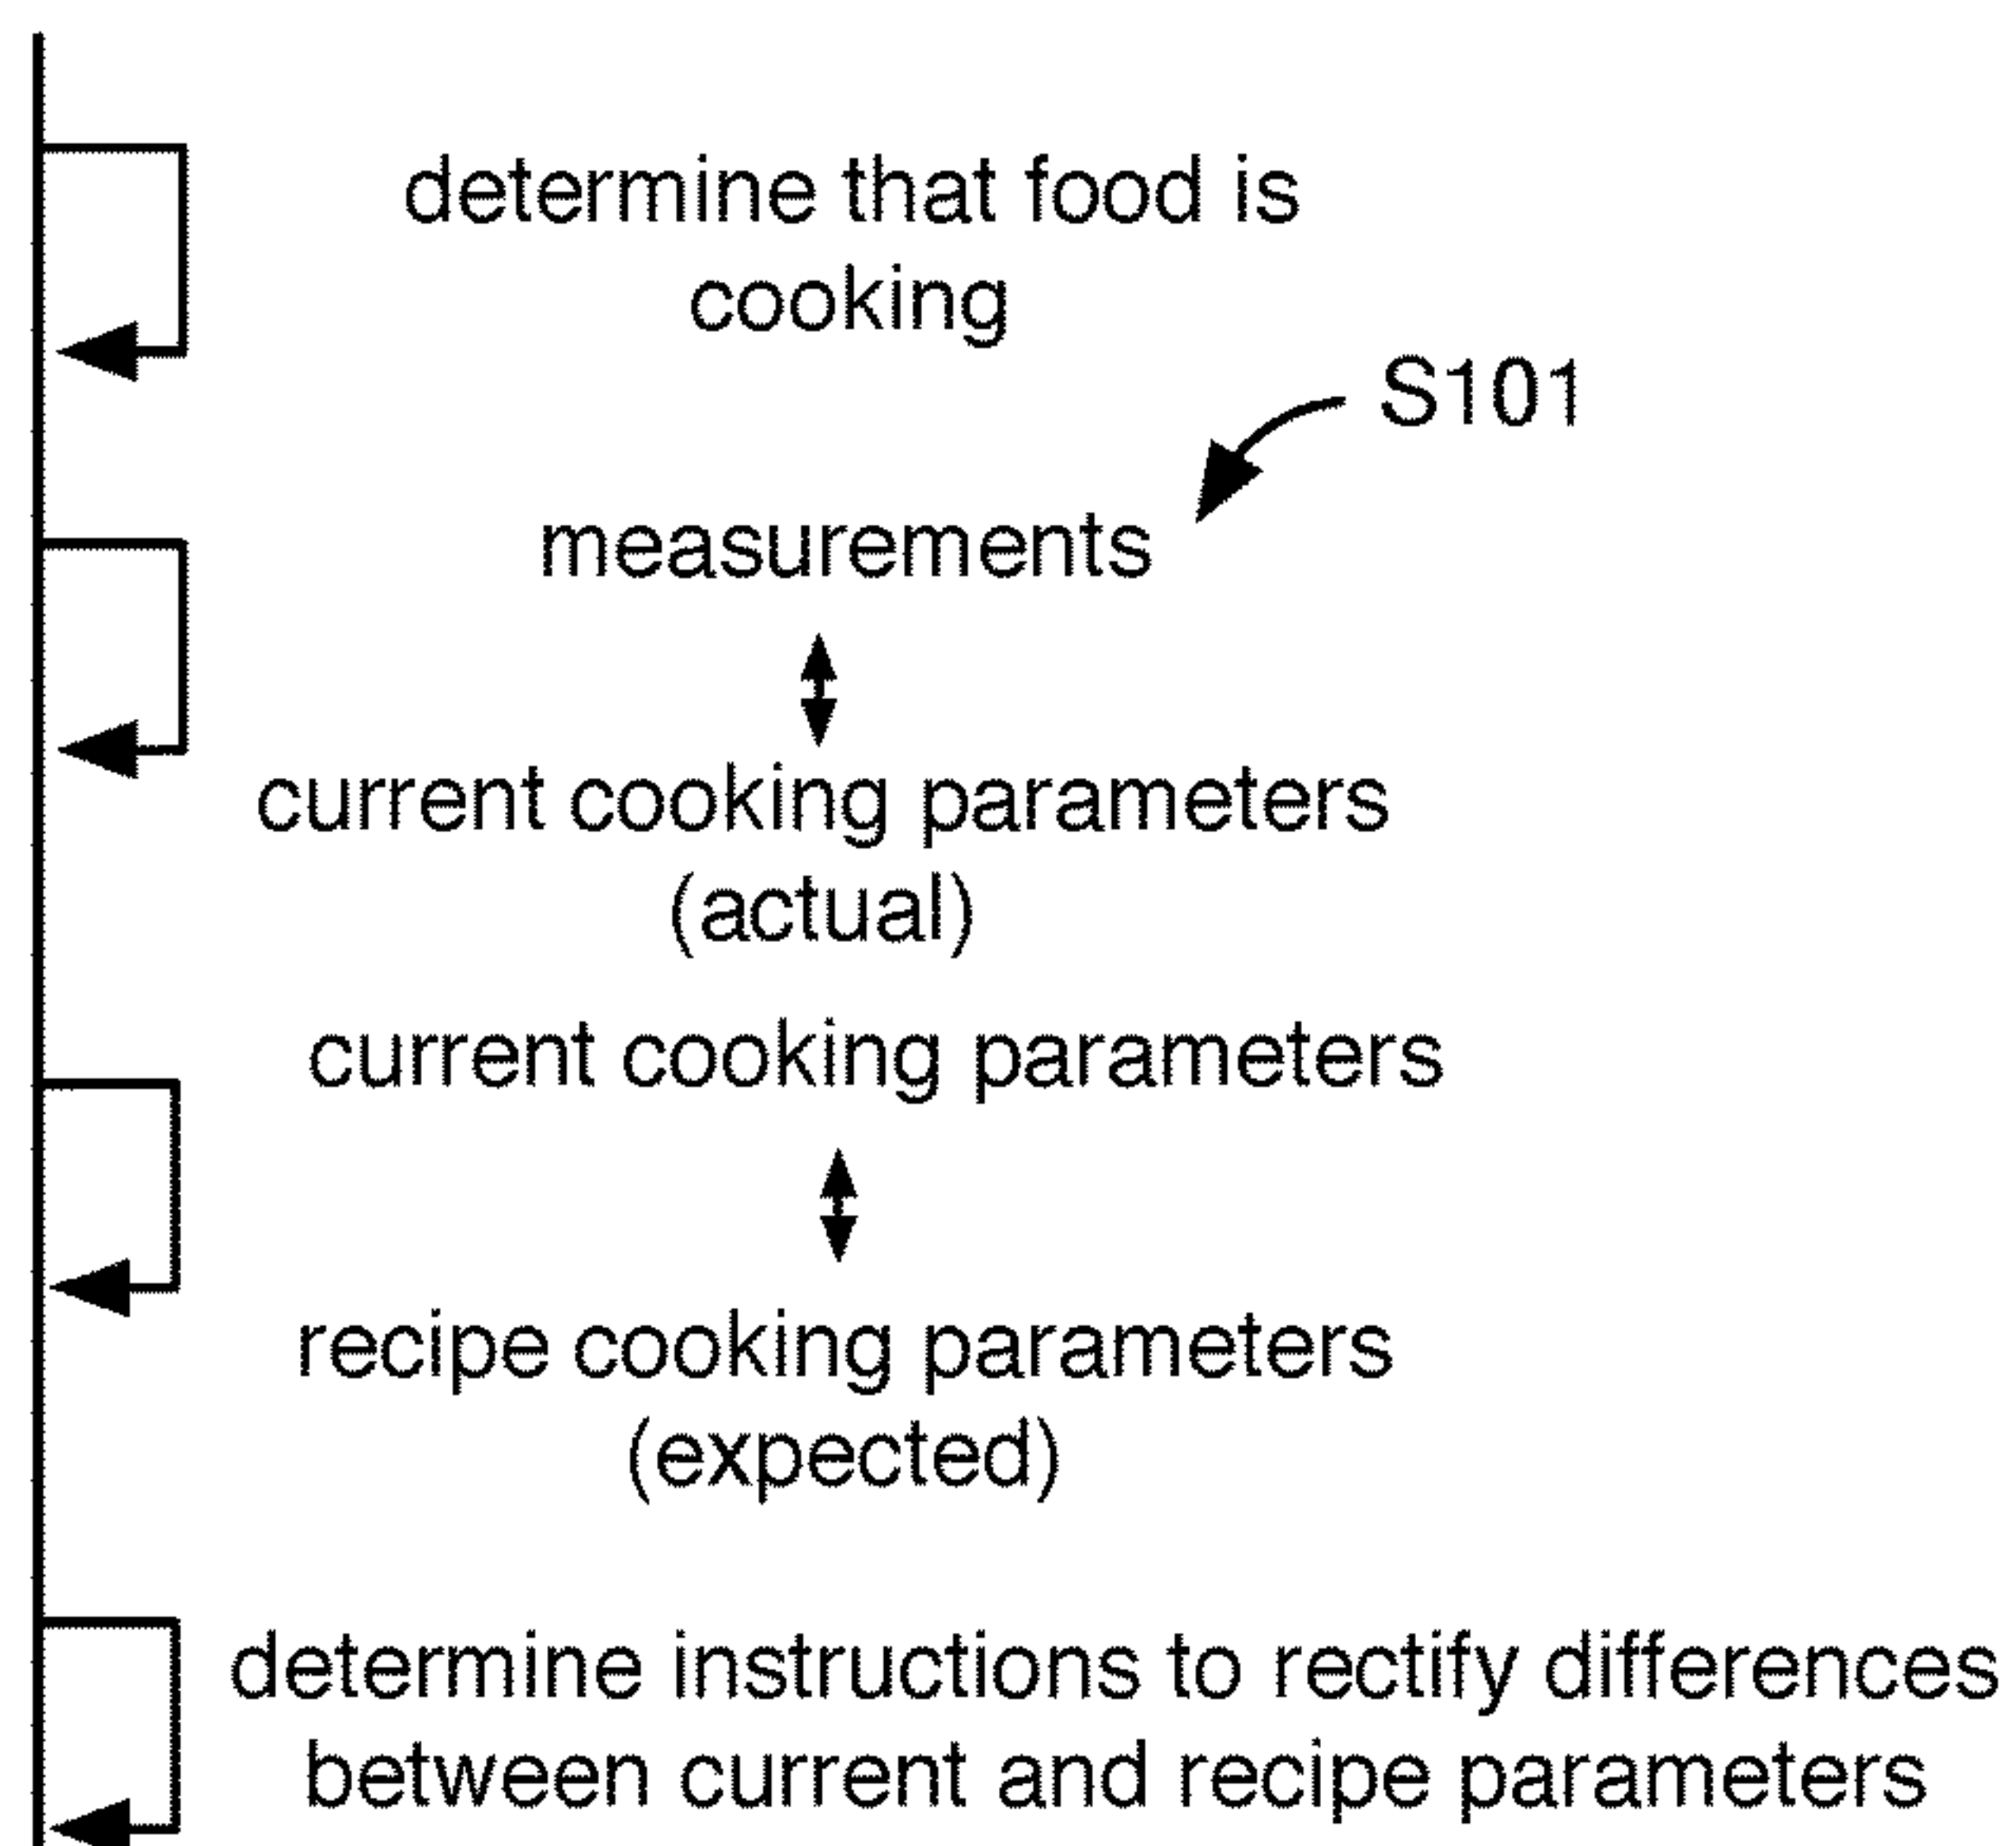 determine that food is
cooking
S101
measurements
current cooking parameters
(actual)
current cooking parameters
recipe cooking parameters
(expected)
determine instructions to rectify differences
between current and recipe parameters